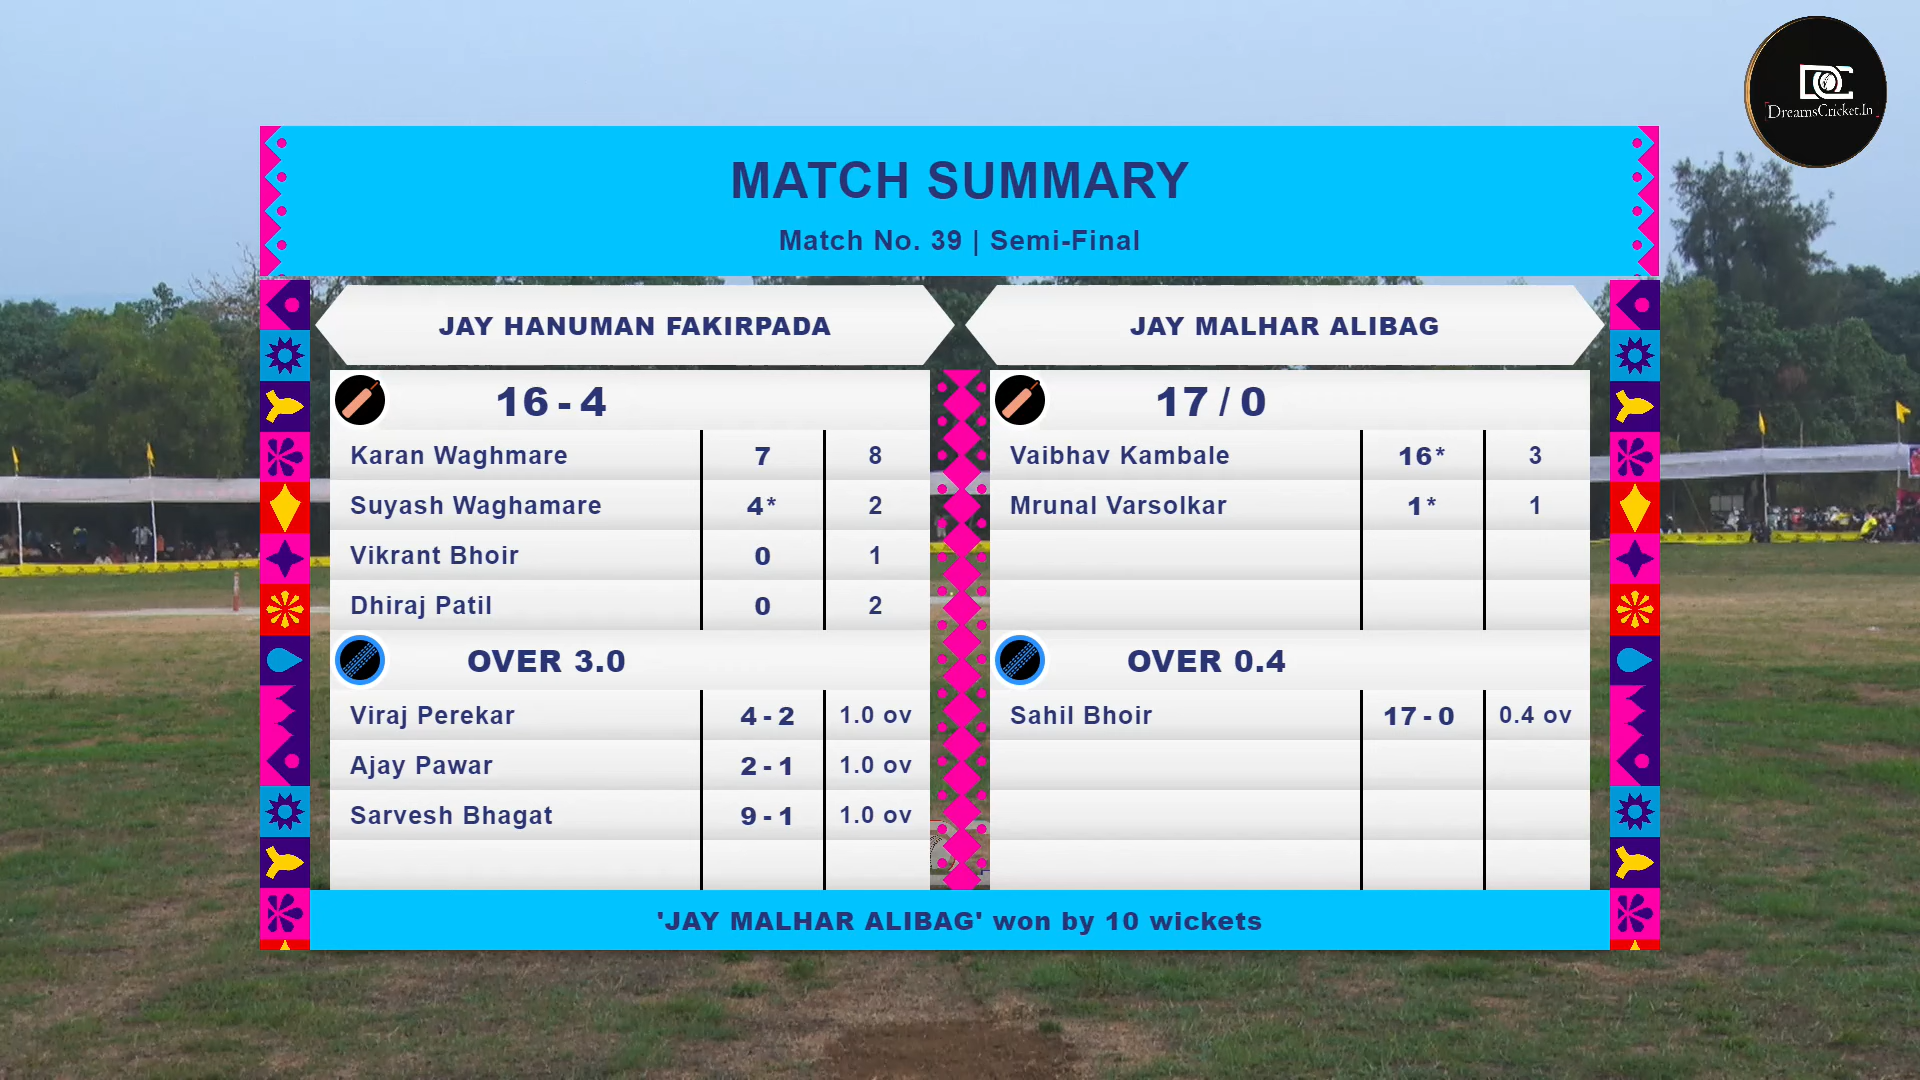 DC
DreamsCricket.In
MATCH SUMMARY
Match No. 39 | Semi-Final
JAY HANUMAN FAKIRPADA
16 - 4
Karan Waghmare 7 8
Suyash Waghamare 4* 2
Vikrant Bhoir 0 1
Dhiraj Patil 0 2
OVER 3.0
Viraj Perekar 4 - 2 1.0 ov
Ajay Pawar 2 - 1 1.0 ov
Sarvesh Bhagat 9 - 1 1.0 ov
JAY MALHAR ALIBAG
17 / 0
Vaibhav Kambale 16* 3
Mrunal Varsolkar 1* 1
OVER 0.4
Sahil Bhoir 17 - 0 0.4 ov
'JAY MALHAR ALIBAG' won by 10 wickets